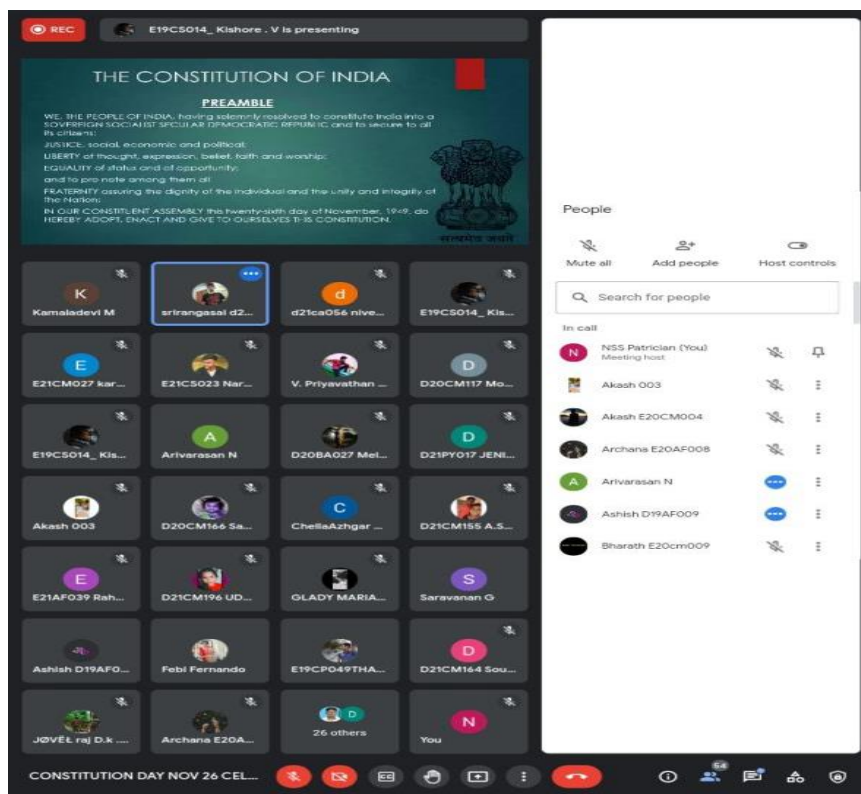 REC
E19CS014_ Kishore . V is presenting
THE CONSTITUTION OF INDIA
PREAMBLE
WE, THE PEOPLE OF INDIA, having solemnly resolved to constitute India into a
SOVEREIGN SOCIALIST SECULAR DEMOCRATIC REPUBLIC and to secure to all
its citizens:
JUSTICE, social, economic and political;
LIBERTY of thought, expression, belief, faith and worship;
EQUALITY of status and of opportunity;
and to promote among them all
FRATERNITY assuring the dignity of the individual and the unity and integrity of
the Nation;
IN OUR CONSTITUENT ASSEMBLY this twenty-sixth day of November, 1949, do
HEREBY ADOPT, ENACT AND GIVE TO OURSELVES THIS CONSTITUTION.
सत्यमेव जयते
K
Kamaladevi M
srirangasai d2...
d
d21ca056 nive...
E19CS014_ Kis...
E
E21CM027 kar...
E21CS023 Nar...
V. Priyavathan ...
D
D20CM117 Mo...
E19CS014_ Kis...
A
Arivarasan N
D20BA027 Mel...
D
D21PY017 JENI...
Akash 003
D20CM166 Sa...
C
ChellaAzhgar ...
D21CM155 A.S...
E
E21AF039 Rah...
D21CM196 UD...
GLADY MARIA...
S
Saravanan G
Ashish D19AF0...
Febi Fernando
E19CP049THA...
D
D21CM164 Sou...
JØVĒŁ raj D.k ....
Archana E20A...
D
26 others
N
You
CONSTITUTION DAY NOV 26 CEL...
CC
54
People
Mute all
Add people
Host controls
Search for people
In call
N
NSS Patrician (You)
Meeting host
Akash 003
Akash E20CM004
Archana E20AF008
A
Arivarasan N
Ashish D19AF009
Bharath E20cm009